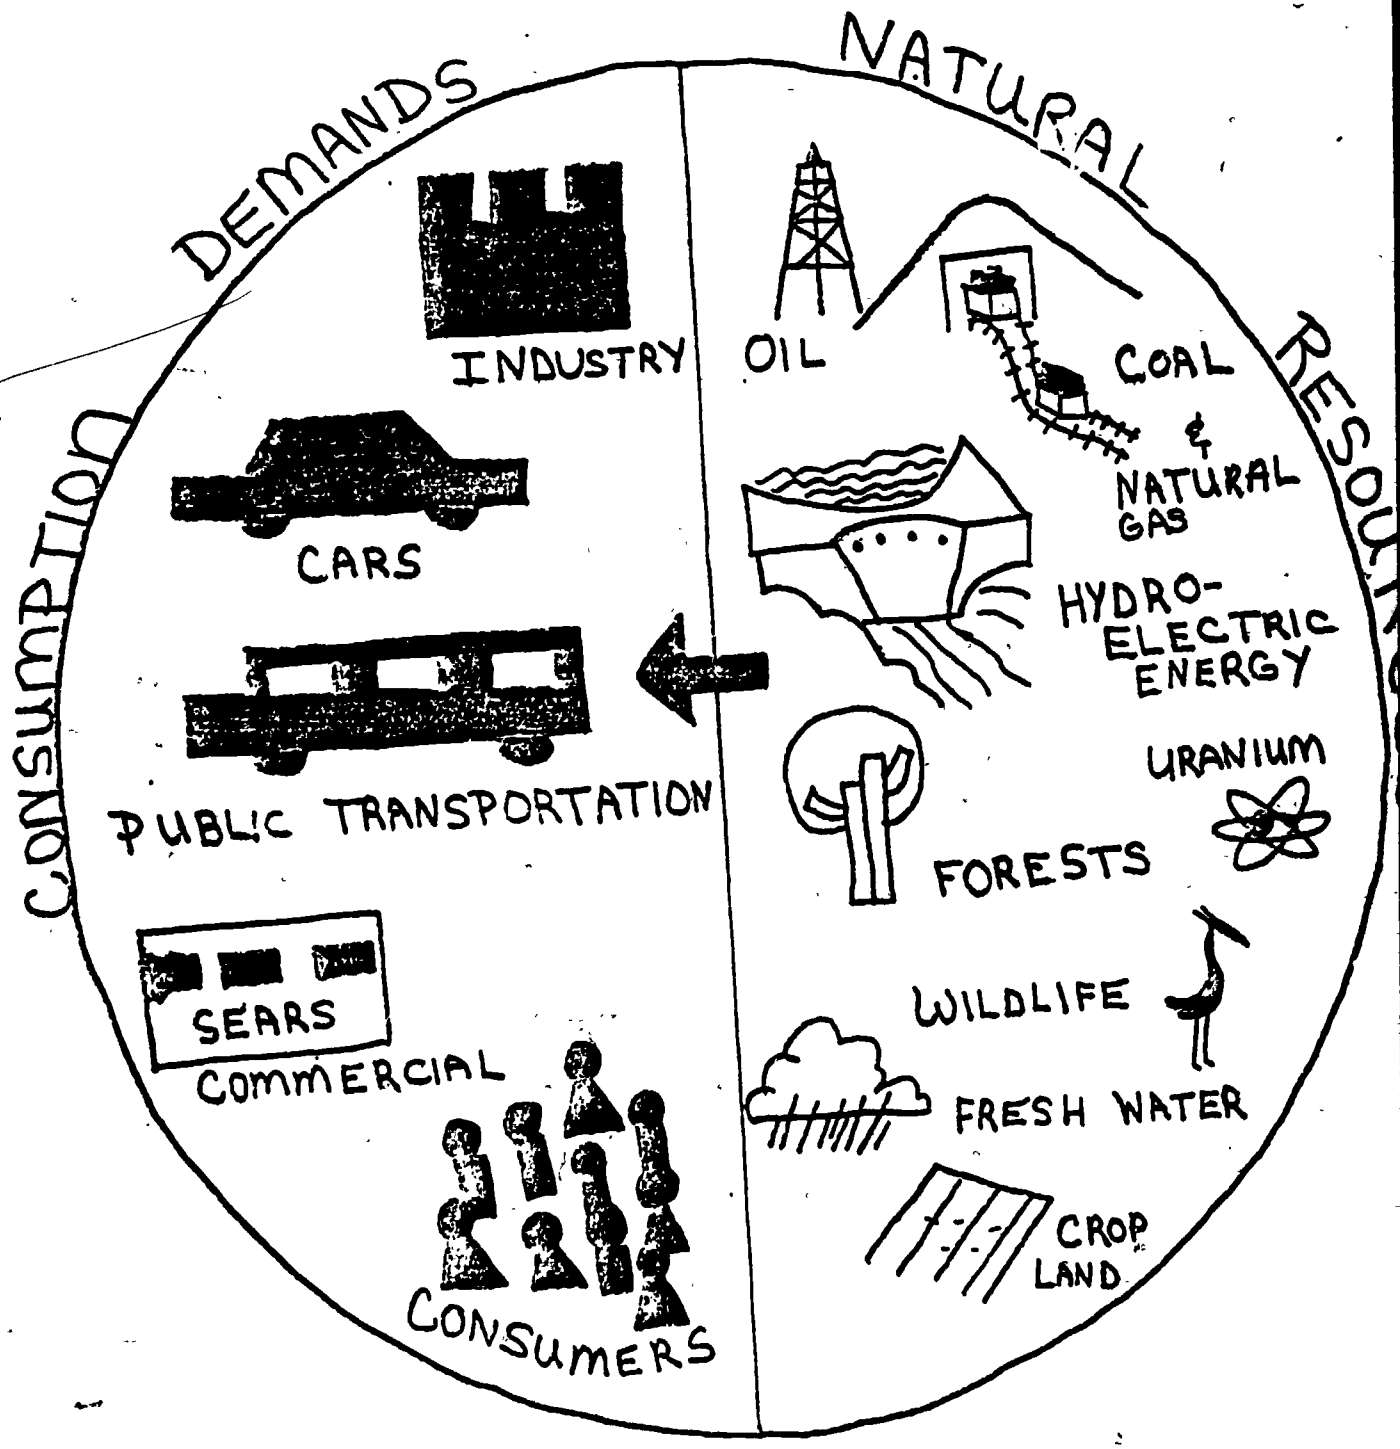 CONSUMPTION
DEMANDS
NATURAL
INDUSTRY
CARS
PUBLIC TRANSPORTATION
SEARS
COMMERCIAL
CONSUMERS
OIL
COAL
&
NATURAL
GAS
HYDRO-
ELECTRIC
ENERGY
URANIUM
FORESTS
WILDLIFE
FRESH WATER
CROP
LAND